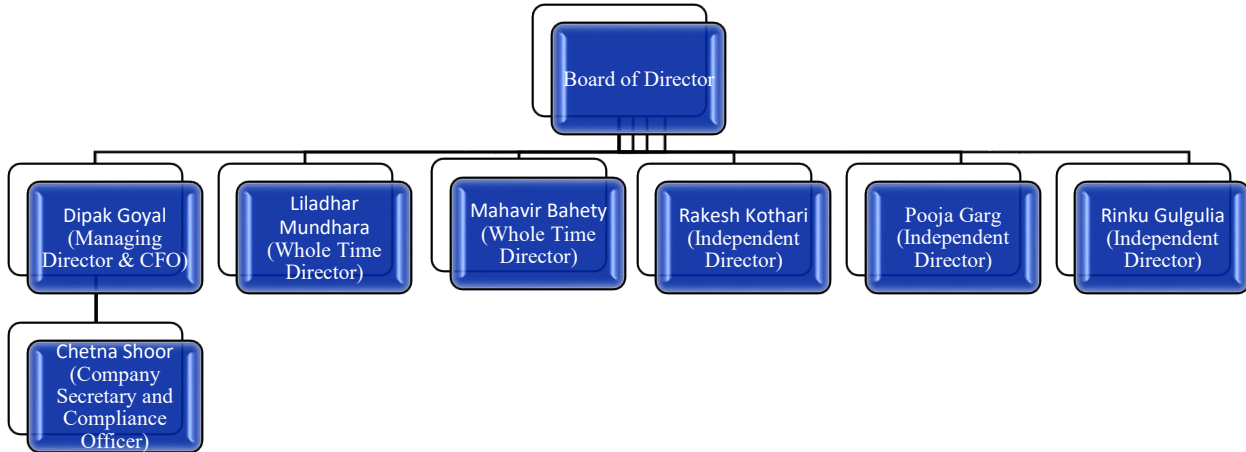 Board of Director
Dipak Goyal
(Managing
Director & CFO)
Liladhar
Mundhara
(Whole Time
Director)
Mahavir Bahety
(Whole Time
Director)
Rakesh Kothari
(Independent
Director)
Pooja Garg
(Independent
Director)
Rinku Gulgulia
(Independent
Director)
Chetna Shoor
(Company
Secretary and
Compliance
Officer)